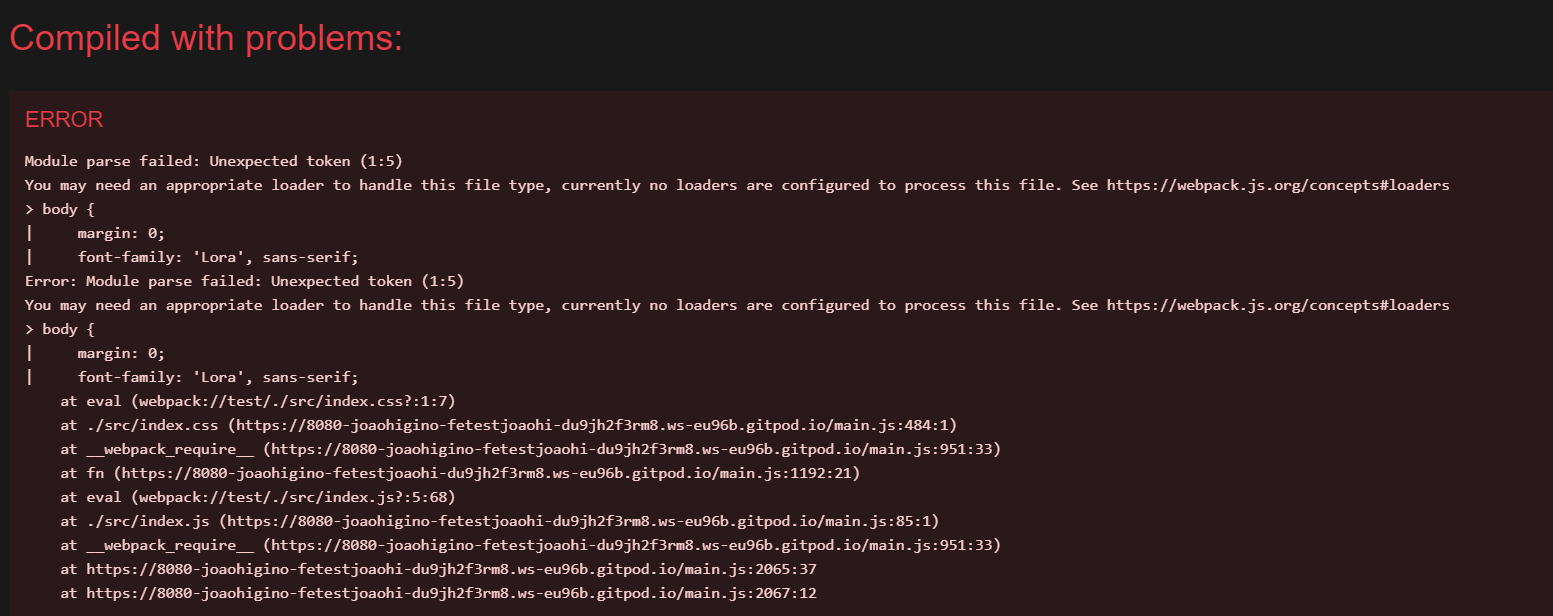 Compiled with problems:
ERROR
Module parse failed: Unexpected token (1:5)
You may need an appropriate loader to handle this file type, currently no loaders are configured to process this file. See https://webpack.js.org/concepts#loaders
> body {
|     margin: 0;
|     font-family: 'Lora', sans-serif;
Error: Module parse failed: Unexpected token (1:5)
You may need an appropriate loader to handle this file type, currently no loaders are configured to process this file. See https://webpack.js.org/concepts#loaders
> body {
|     margin: 0;
|     font-family: 'Lora', sans-serif;
    at eval (webpack://test/./src/index.css?:1:7)
    at ./src/index.css (https://8080-joaohigino-fetestjoaohi-du9jh2f3rm8.ws-eu96b.gitpod.io/main.js:484:1)
    at __webpack_require__ (https://8080-joaohigino-fetestjoaohi-du9jh2f3rm8.ws-eu96b.gitpod.io/main.js:951:33)
    at fn (https://8080-joaohigino-fetestjoaohi-du9jh2f3rm8.ws-eu96b.gitpod.io/main.js:1192:21)
    at eval (webpack://test/./src/index.js?:5:68)
    at ./src/index.js (https://8080-joaohigino-fetestjoaohi-du9jh2f3rm8.ws-eu96b.gitpod.io/main.js:85:1)
    at __webpack_require__ (https://8080-joaohigino-fetestjoaohi-du9jh2f3rm8.ws-eu96b.gitpod.io/main.js:951:33)
    at https://8080-joaohigino-fetestjoaohi-du9jh2f3rm8.ws-eu96b.gitpod.io/main.js:2065:37
    at https://8080-joaohigino-fetestjoaohi-du9jh2f3rm8.ws-eu96b.gitpod.io/main.js:2067:12